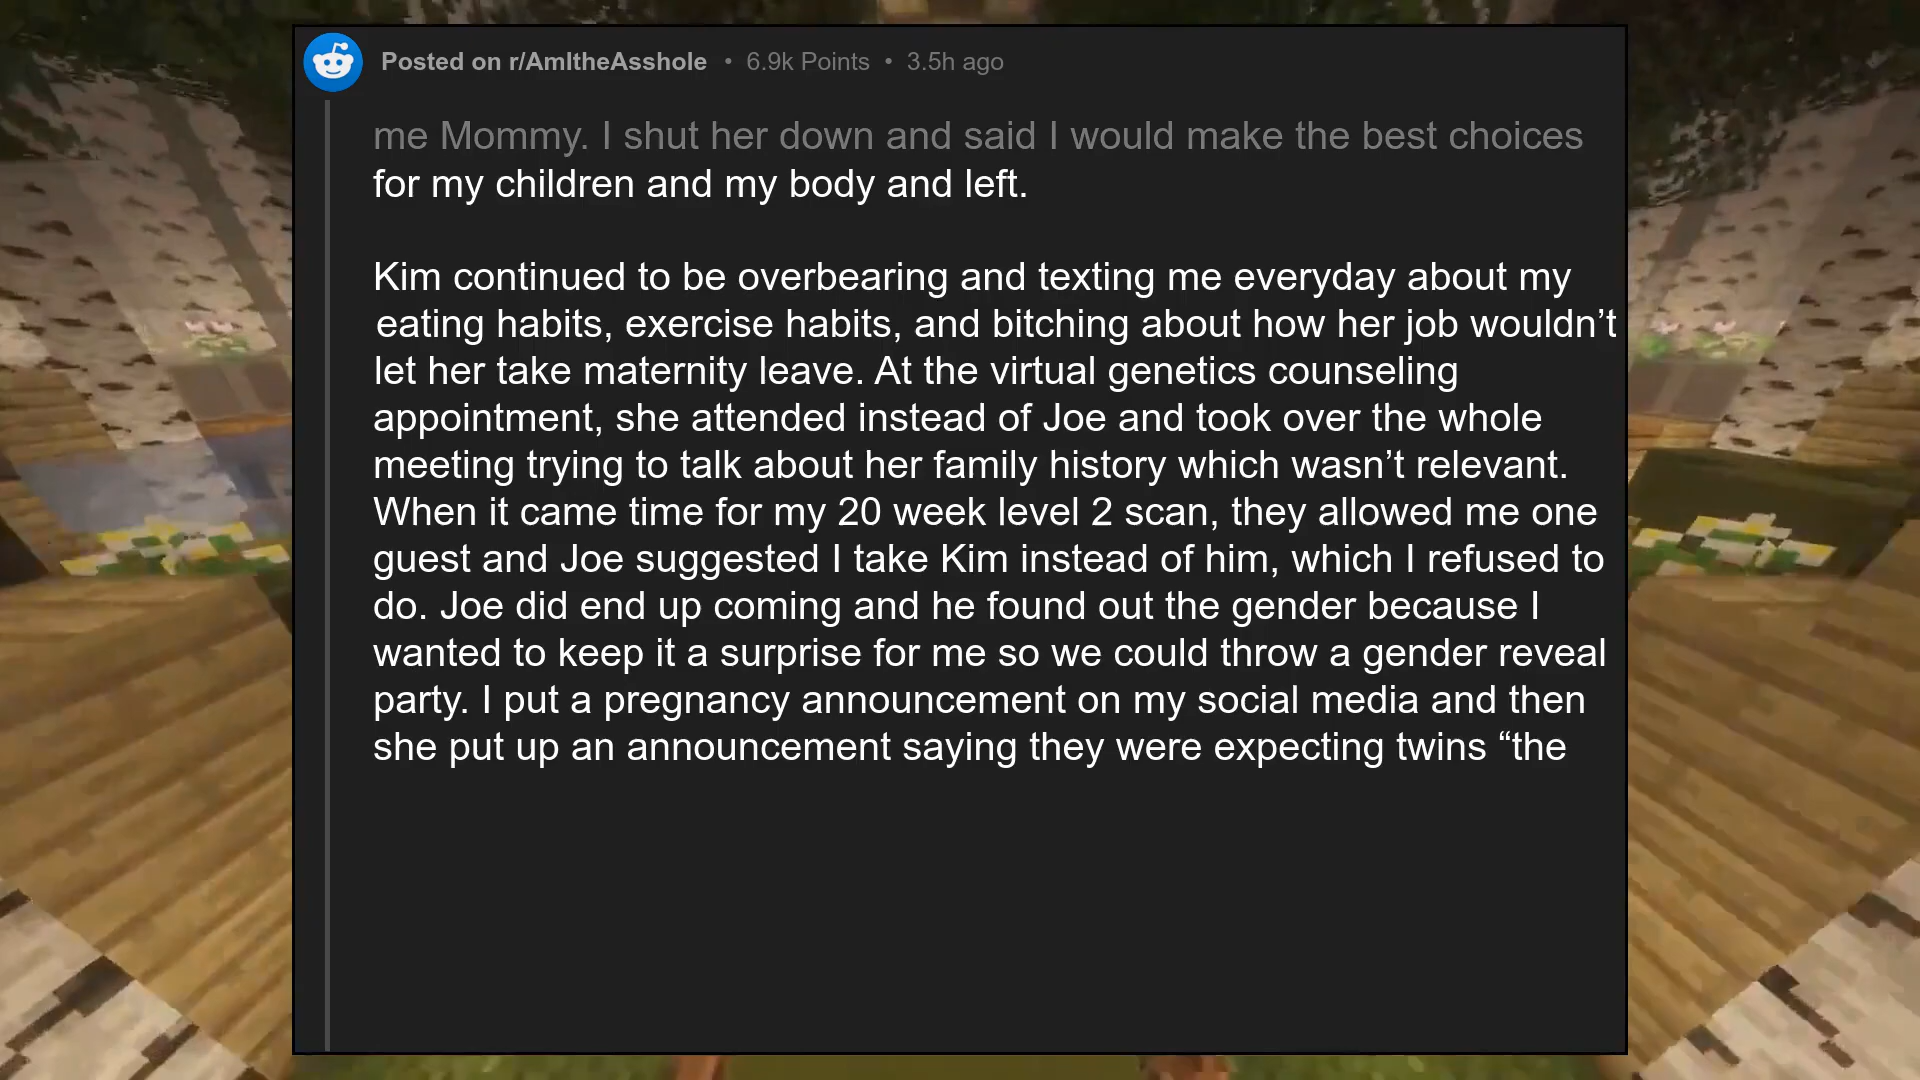 Posted on r/AmItheAsshole • 6.9k Points • 3.5h ago
me Mommy. I shut her down and said I would make the best choices
for my children and my body and left.
Kim continued to be overbearing and texting me everyday about my
eating habits, exercise habits, and bitching about how her job wouldn’t
let her take maternity leave. At the virtual genetics counseling
appointment, she attended instead of Joe and took over the whole
meeting trying to talk about her family history which wasn’t relevant.
When it came time for my 20 week level 2 scan, they allowed me one
guest and Joe suggested I take Kim instead of him, which I refused to
do. Joe did end up coming and he found out the gender because I
wanted to keep it a surprise for me so we could throw a gender reveal
party. I put a pregnancy announcement on my social media and then
she put up an announcement saying they were expecting twins “the